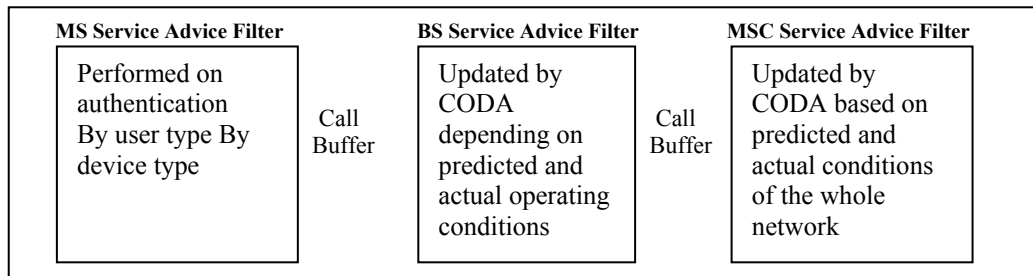 MS Service Advice Filter
Performed on
authentication
By user type By
device type
Call
Buffer
BS Service Advice Filter
Updated by
CODA
depending on
predicted and
actual operating
conditions
Call
Buffer
MSC Service Advice Filter
Updated by
CODA based on
predicted and
actual conditions
of the whole
network